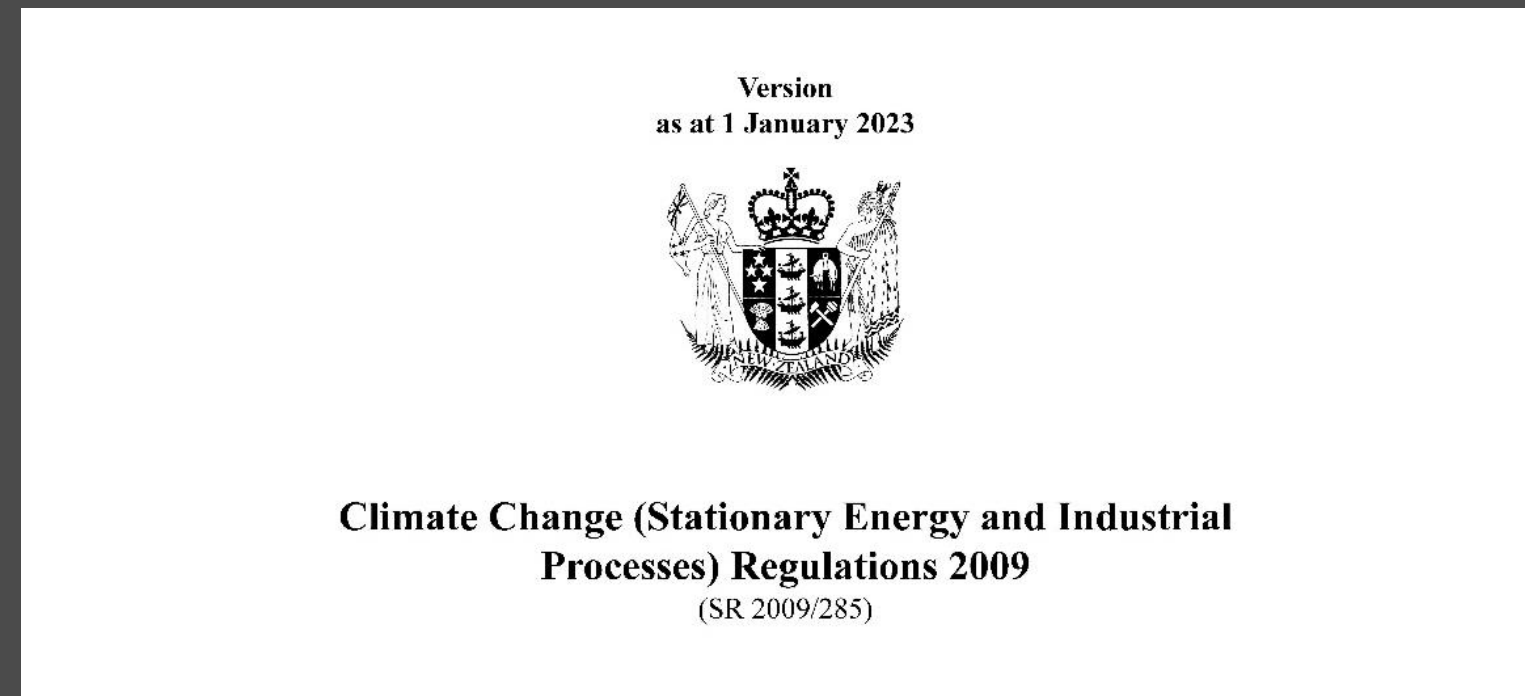 Version
as at 1 January 2023
NEW ZEALAND
Climate Change (Stationary Energy and Industrial
Processes) Regulations 2009
(SR 2009/285)